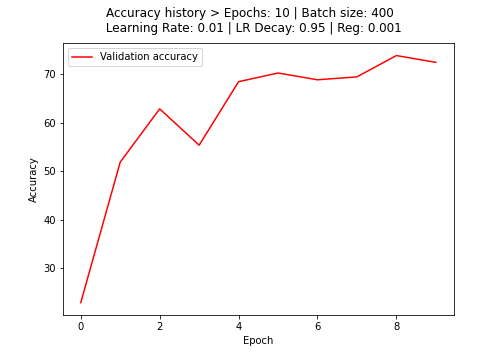 Accuracy history > Epochs: 10 | Batch size: 400
Learning Rate: 0.01 | LR Decay: 0.95 | Reg: 0.001
Validation accuracy
70
60
50
40
30
Accuracy
0 2 4 6 8
Epoch